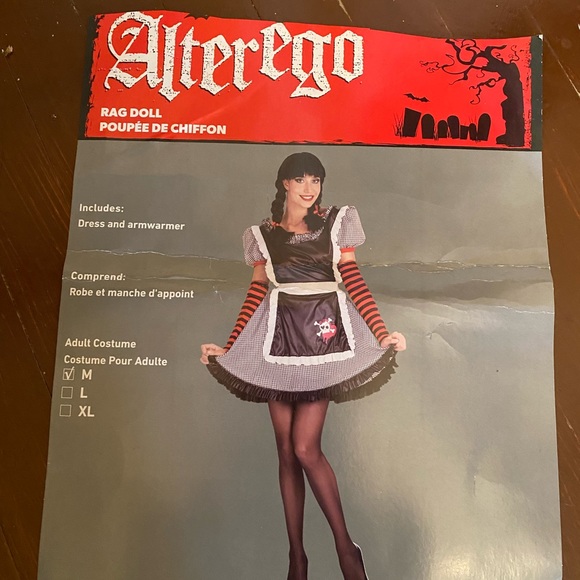 Alterego
RAG DOLL
POUPÉE DE CHIFFON
Includes:
Dress and armwarmer
Comprend:
Robe et manche d'appoint
Adult Costume
Costume Pour Adulte
M
L
XL